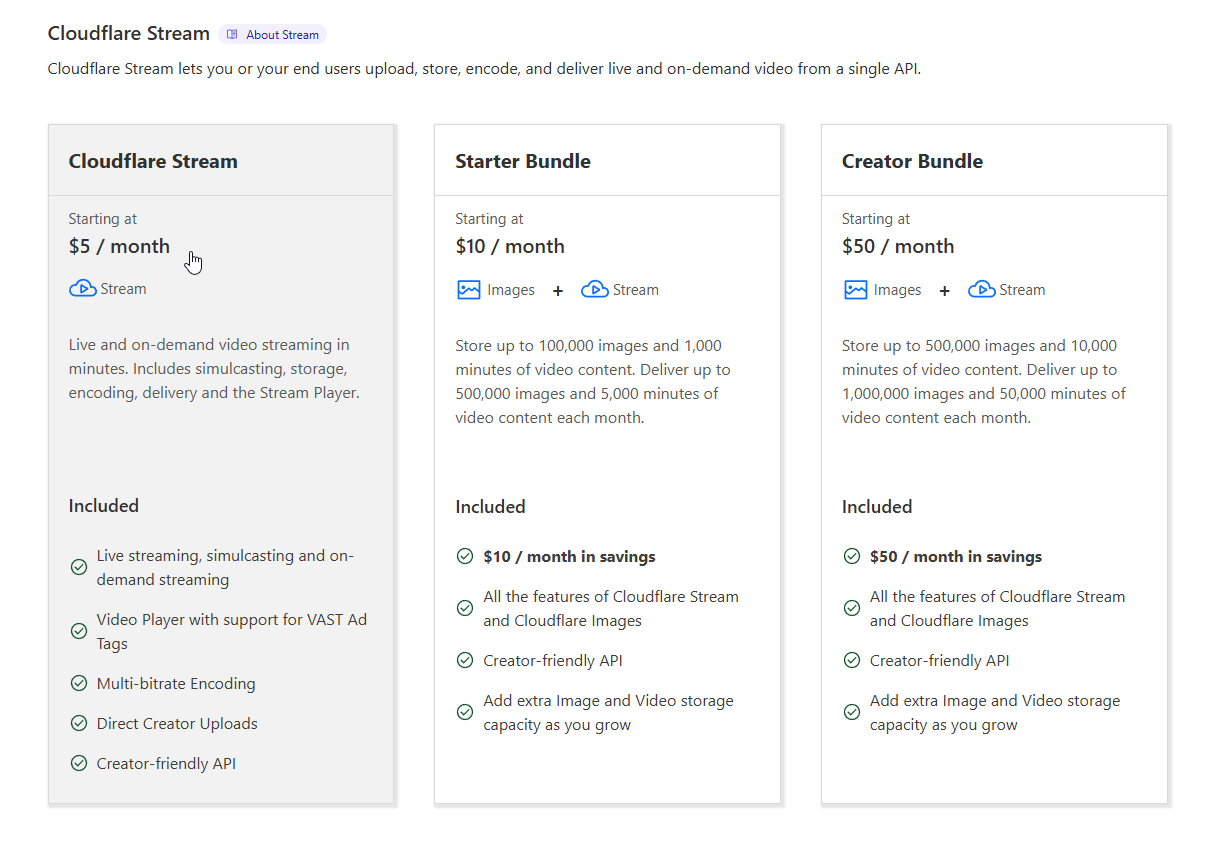 Cloudflare Stream
About Stream
Cloudflare Stream lets you or your end users upload, store, encode, and deliver live and on-demand video from a single API.
Cloudflare Stream
Starting at
$5 / month
Stream
Live and on-demand video streaming in
minutes. Includes simulcasting, storage,
encoding, delivery and the Stream Player.
Included
Live streaming, simulcasting and on-
demand streaming
Video Player with support for VAST Ad
Tags
Multi-bitrate Encoding
Direct Creator Uploads
Creator-friendly API
Starter Bundle
Starting at
$10 / month
Images + Stream
Store up to 100,000 images and 1,000
minutes of video content. Deliver up to
500,000 images and 5,000 minutes of
video content each month.
Included
$10 / month in savings
All the features of Cloudflare Stream
and Cloudflare Images
Creator-friendly API
Add extra Image and Video storage
capacity as you grow
Creator Bundle
Starting at
$50 / month
Images + Stream
Store up to 500,000 images and 10,000
minutes of video content. Deliver up to
1,000,000 images and 50,000 minutes of
video content each month.
Included
$50 / month in savings
All the features of Cloudflare Stream
and Cloudflare Images
Creator-friendly API
Add extra Image and Video storage
capacity as you grow